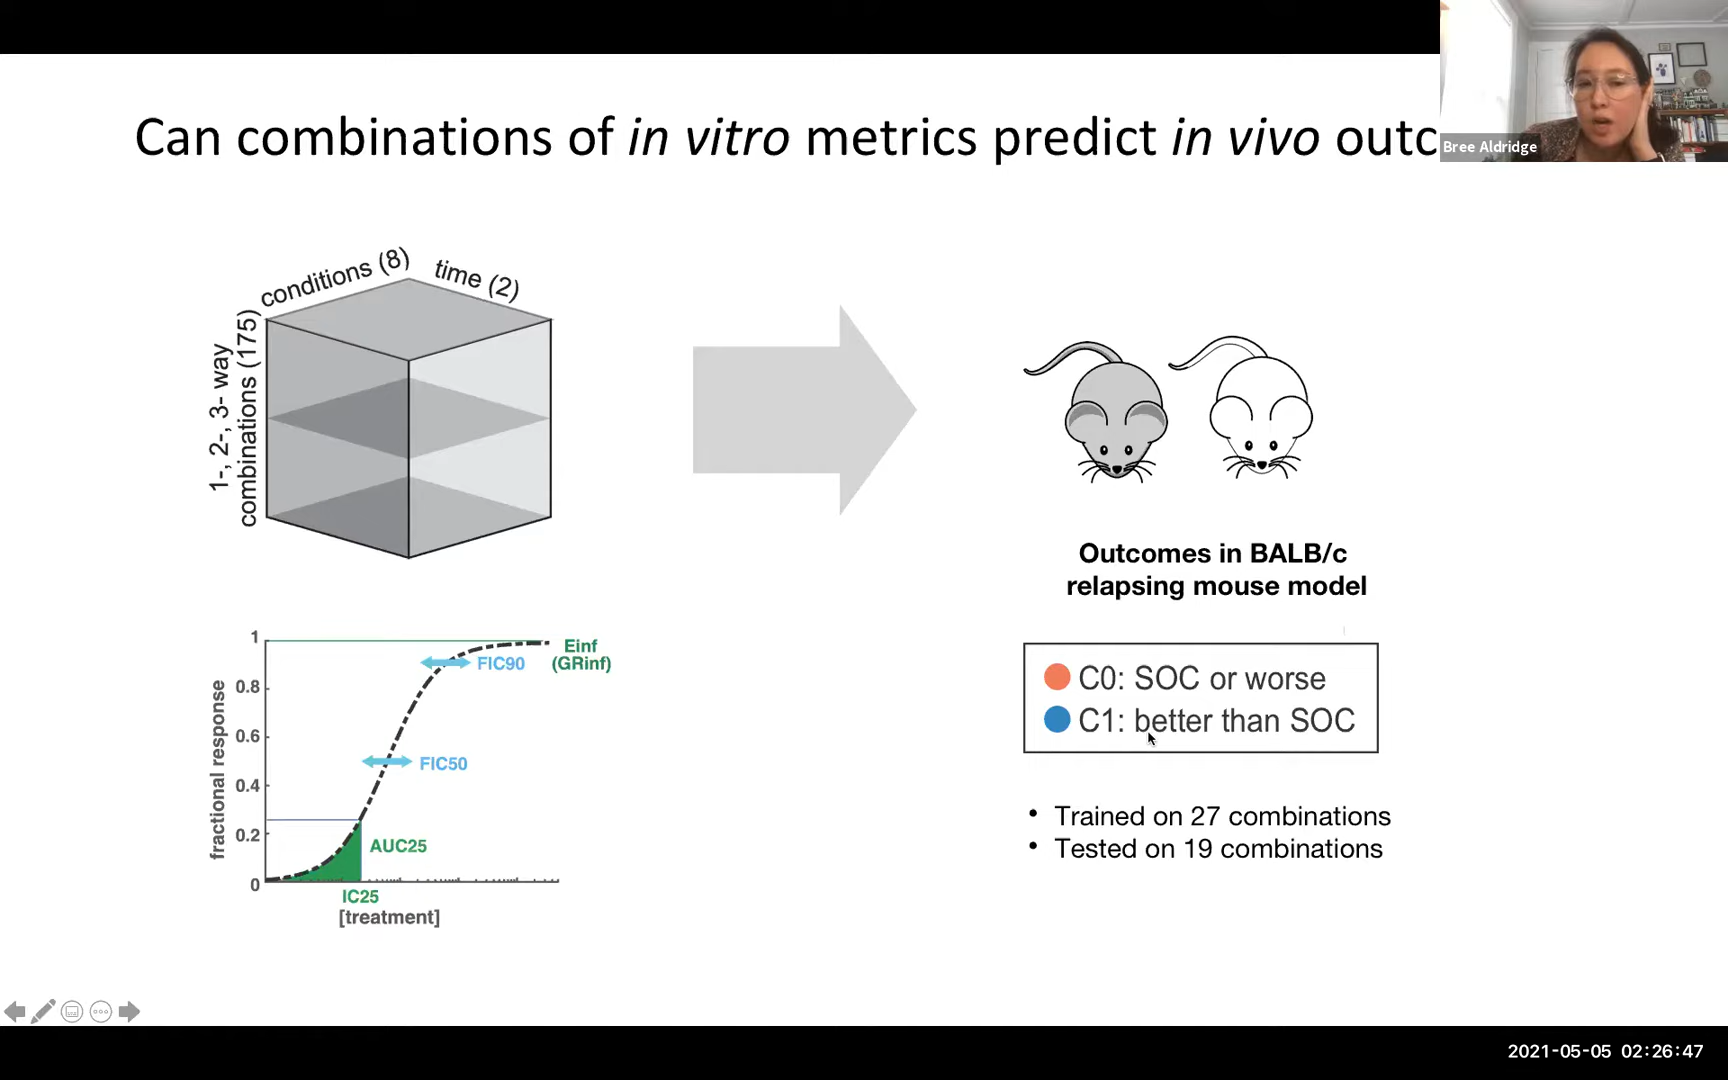 Bree Aldridge
Can combinations of in vitro metrics predict in vivo outc
conditions (8)
time (2)
1-, 2-, 3- way
combinations (175)
Outcomes in BALB/c
relapsing mouse model
C0: SOC or worse
C1: better than SOC
Trained on 27 combinations
Tested on 19 combinations
fractional response
1
0.8
0.6
0.4
0.2
0
Einf
(GRinf)
FIC90
FIC50
AUC25
IC25
[treatment]
2021-05-05 02:26:47